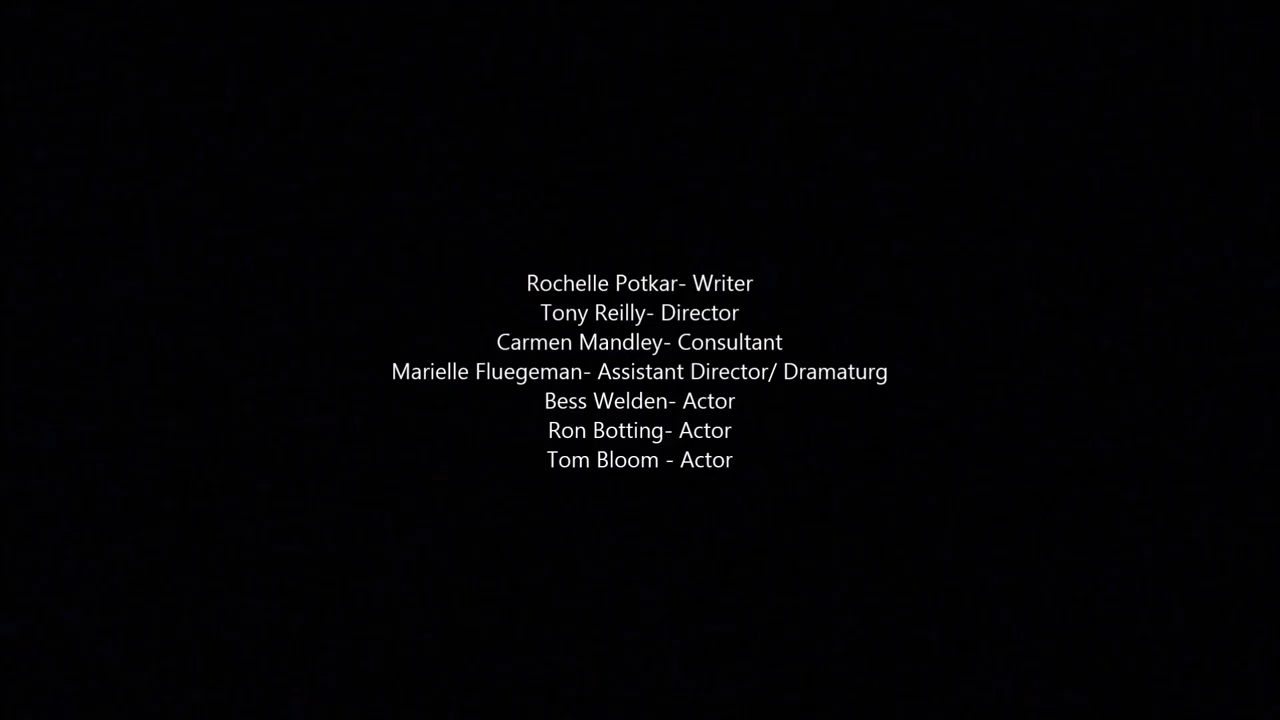 Rochelle Potkar- Writer
Tony Reilly- Director
Carmen Mandley- Consultant
Marielle Fluegeman- Assistant Director/ Dramaturg
Bess Welden- Actor
Ron Botting- Actor
Tom Bloom - Actor